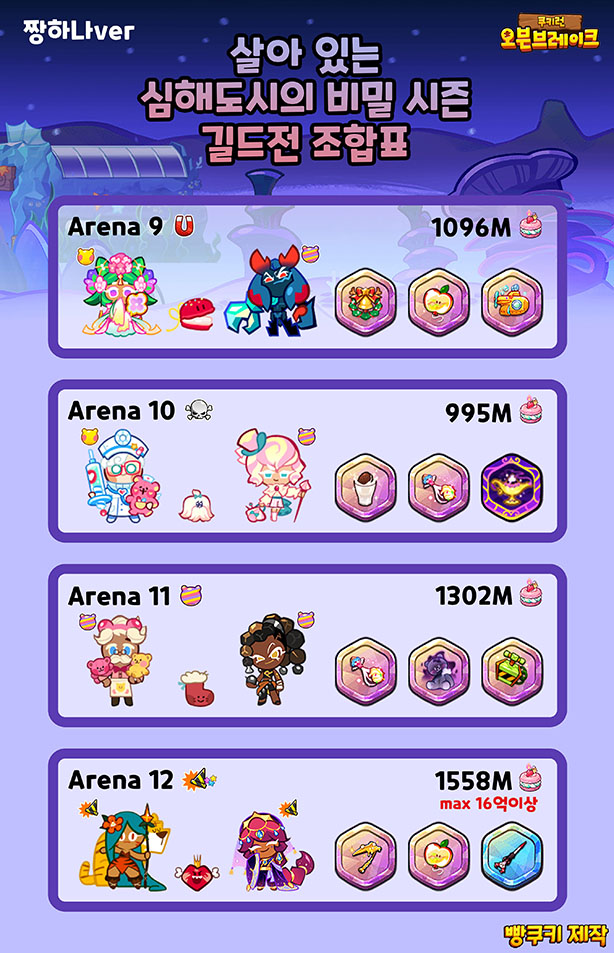 짱하나ver
쿠키런
오븐브레이크
살아 있는
심해도시의 비밀 시즌
길드전 조합표
Arena 9
1096M
Arena 10
995M
Arena 11
1302M
Arena 12
1558M
max 16억이상
빵쿠키 제작